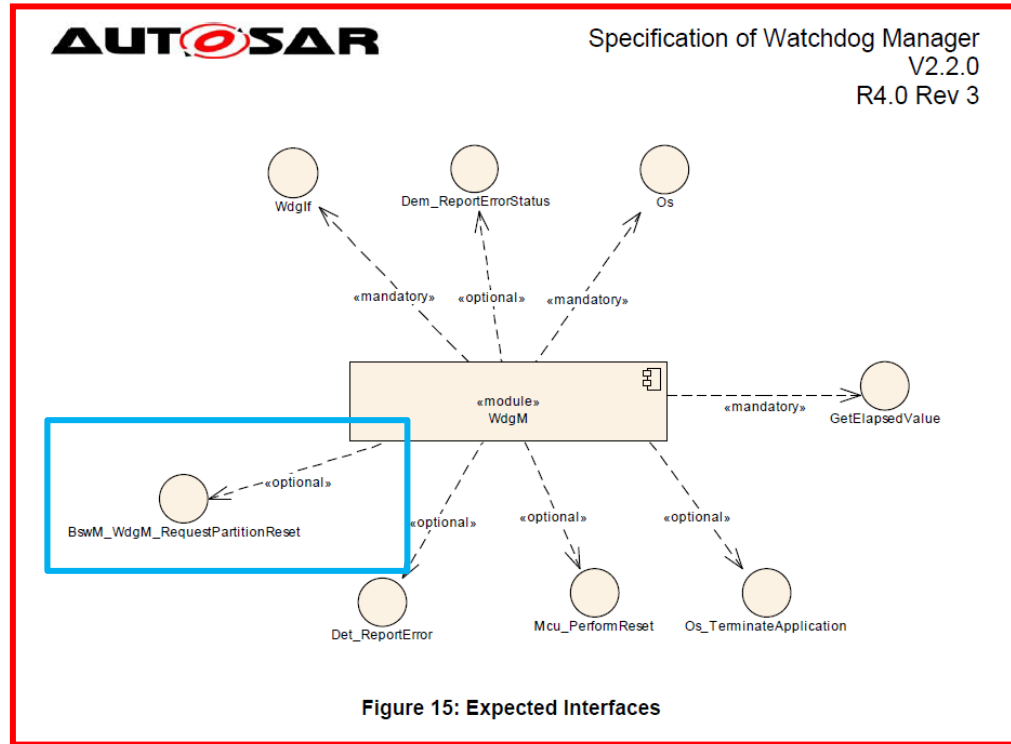 AUTOSAR
Specification of Watchdog Manager
V2.2.0
R4.0 Rev 3
WdgIf
Dem_ReportErrorStatus
Os
«mandatory»
«optional»
«mandatory»
«module»
WdgM
«mandatory»
GetElapsedValue
«optional»
BswM_WdgM_RequestPartitionReset
«optional»
«optional»
«optional»
Det_ReportError
Mcu_PerformReset
Os_TerminateApplication
Figure 15: Expected Interfaces